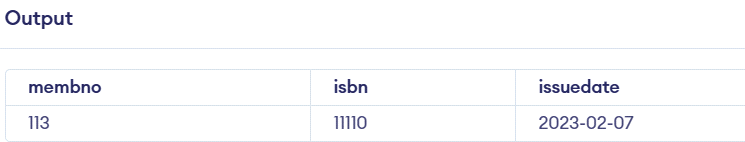 Output
membno isbn issuedate
113 11110 2023-02-07